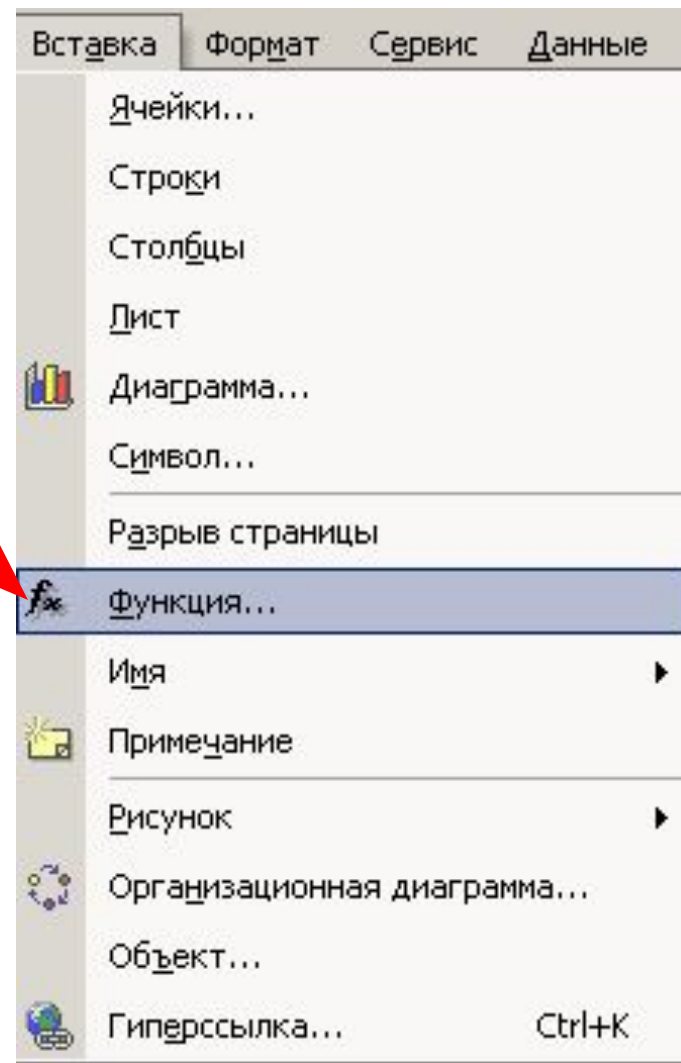 Вставка Формат Сервис Данные
Ячейки...
Строки
Столбцы
Лист
Диаграмма...
Символ...
Разрыв страницы
fx Функция...
Имя
Примечание
Рисунок
Организационная диаграмма...
Объект...
Гиперссылка... Ctrl+K